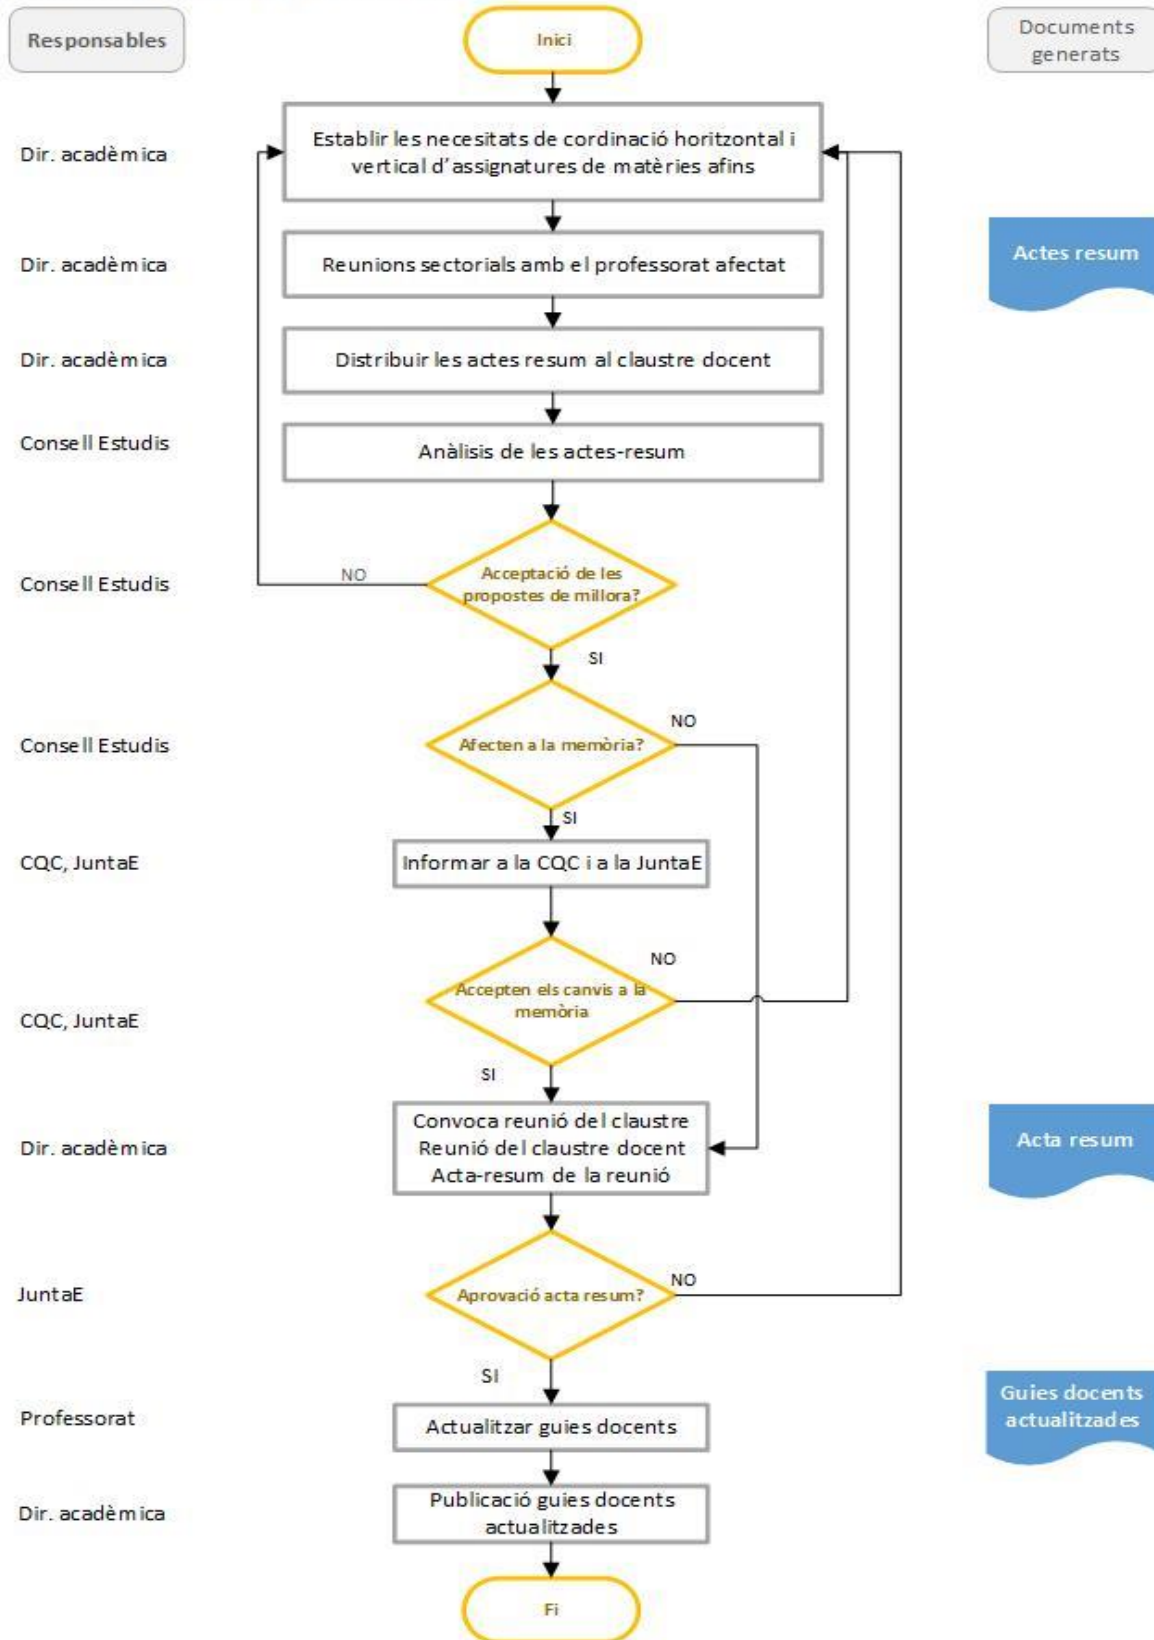 Responsables
Inici
Documents
generats
Dir. acadèmica
Establir les necesitats de cordinació horitzontal i
vertical d'assignatures de matèries afins
Dir. acadèmica
Reunions sectorials amb el professorat afectat
Actes resum
Dir. acadèmica
Distribuir les actes resum al claustre docent
Consell Estudis
Anàlisis de les actes-resum
Consell Estudis
NO
Acceptació de les
propostes de millora?
SI
Consell Estudis
Afecten a la memòria?
NO
SI
CQC, JuntaE
Informar a la CQC i a la JuntaE
NO
Accepten els canvis a la
memòria
CQC, JuntaE
SI
Dir. acadèmica
Convoca reunió del claustre
Reunió del claustre docent
Acta-resum de la reunió
Acta resum
JuntaE
Aprovació acta resum?
NO
SI
Professorat
Actualitzar guies docents
Guies docents
actualitzades
Dir. acadèmica
Publicació guies docents
actualitzades
Fi